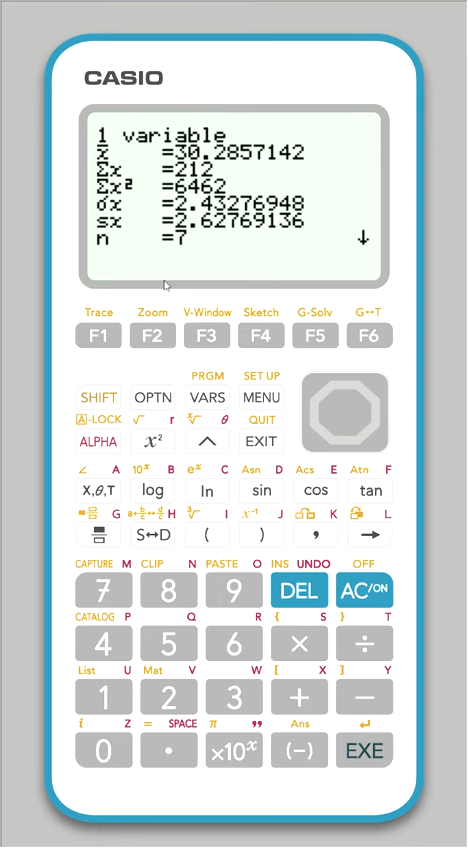 CASIO
1 variable
x̄ =30.2857142
Σx =212
Σx² =6462
σx =2.43276948
sx =2.62769136
n =7 ↓
Trace Zoom V-Window Sketch G-Solv G↔T
F1 F2 F3 F4 F5 F6
PRGM SET UP
SHIFT OPTN VARS MENU
A-LOCK √ r ˣ√ θ QUIT
ALPHA x² ^ EXIT
∠ A 10ˣ B eˣ C Asn D Acs E Atn F
X,θ,T log ln sin cos tan
G a+b/c↔d/c H ³√ I x⁻¹ J K L
S↔D ( ) , →
CAPTURE M CLIP N PASTE O INS UNDO OFF
7 8 9 DEL AC/ON
CATALOG P Q R { S } T
4 5 6 × ÷
List U Mat V W [ X ] Y
1 2 3 + −
i Z = SPACE π " Ans ↵
0 . ×10ˣ (−) EXE